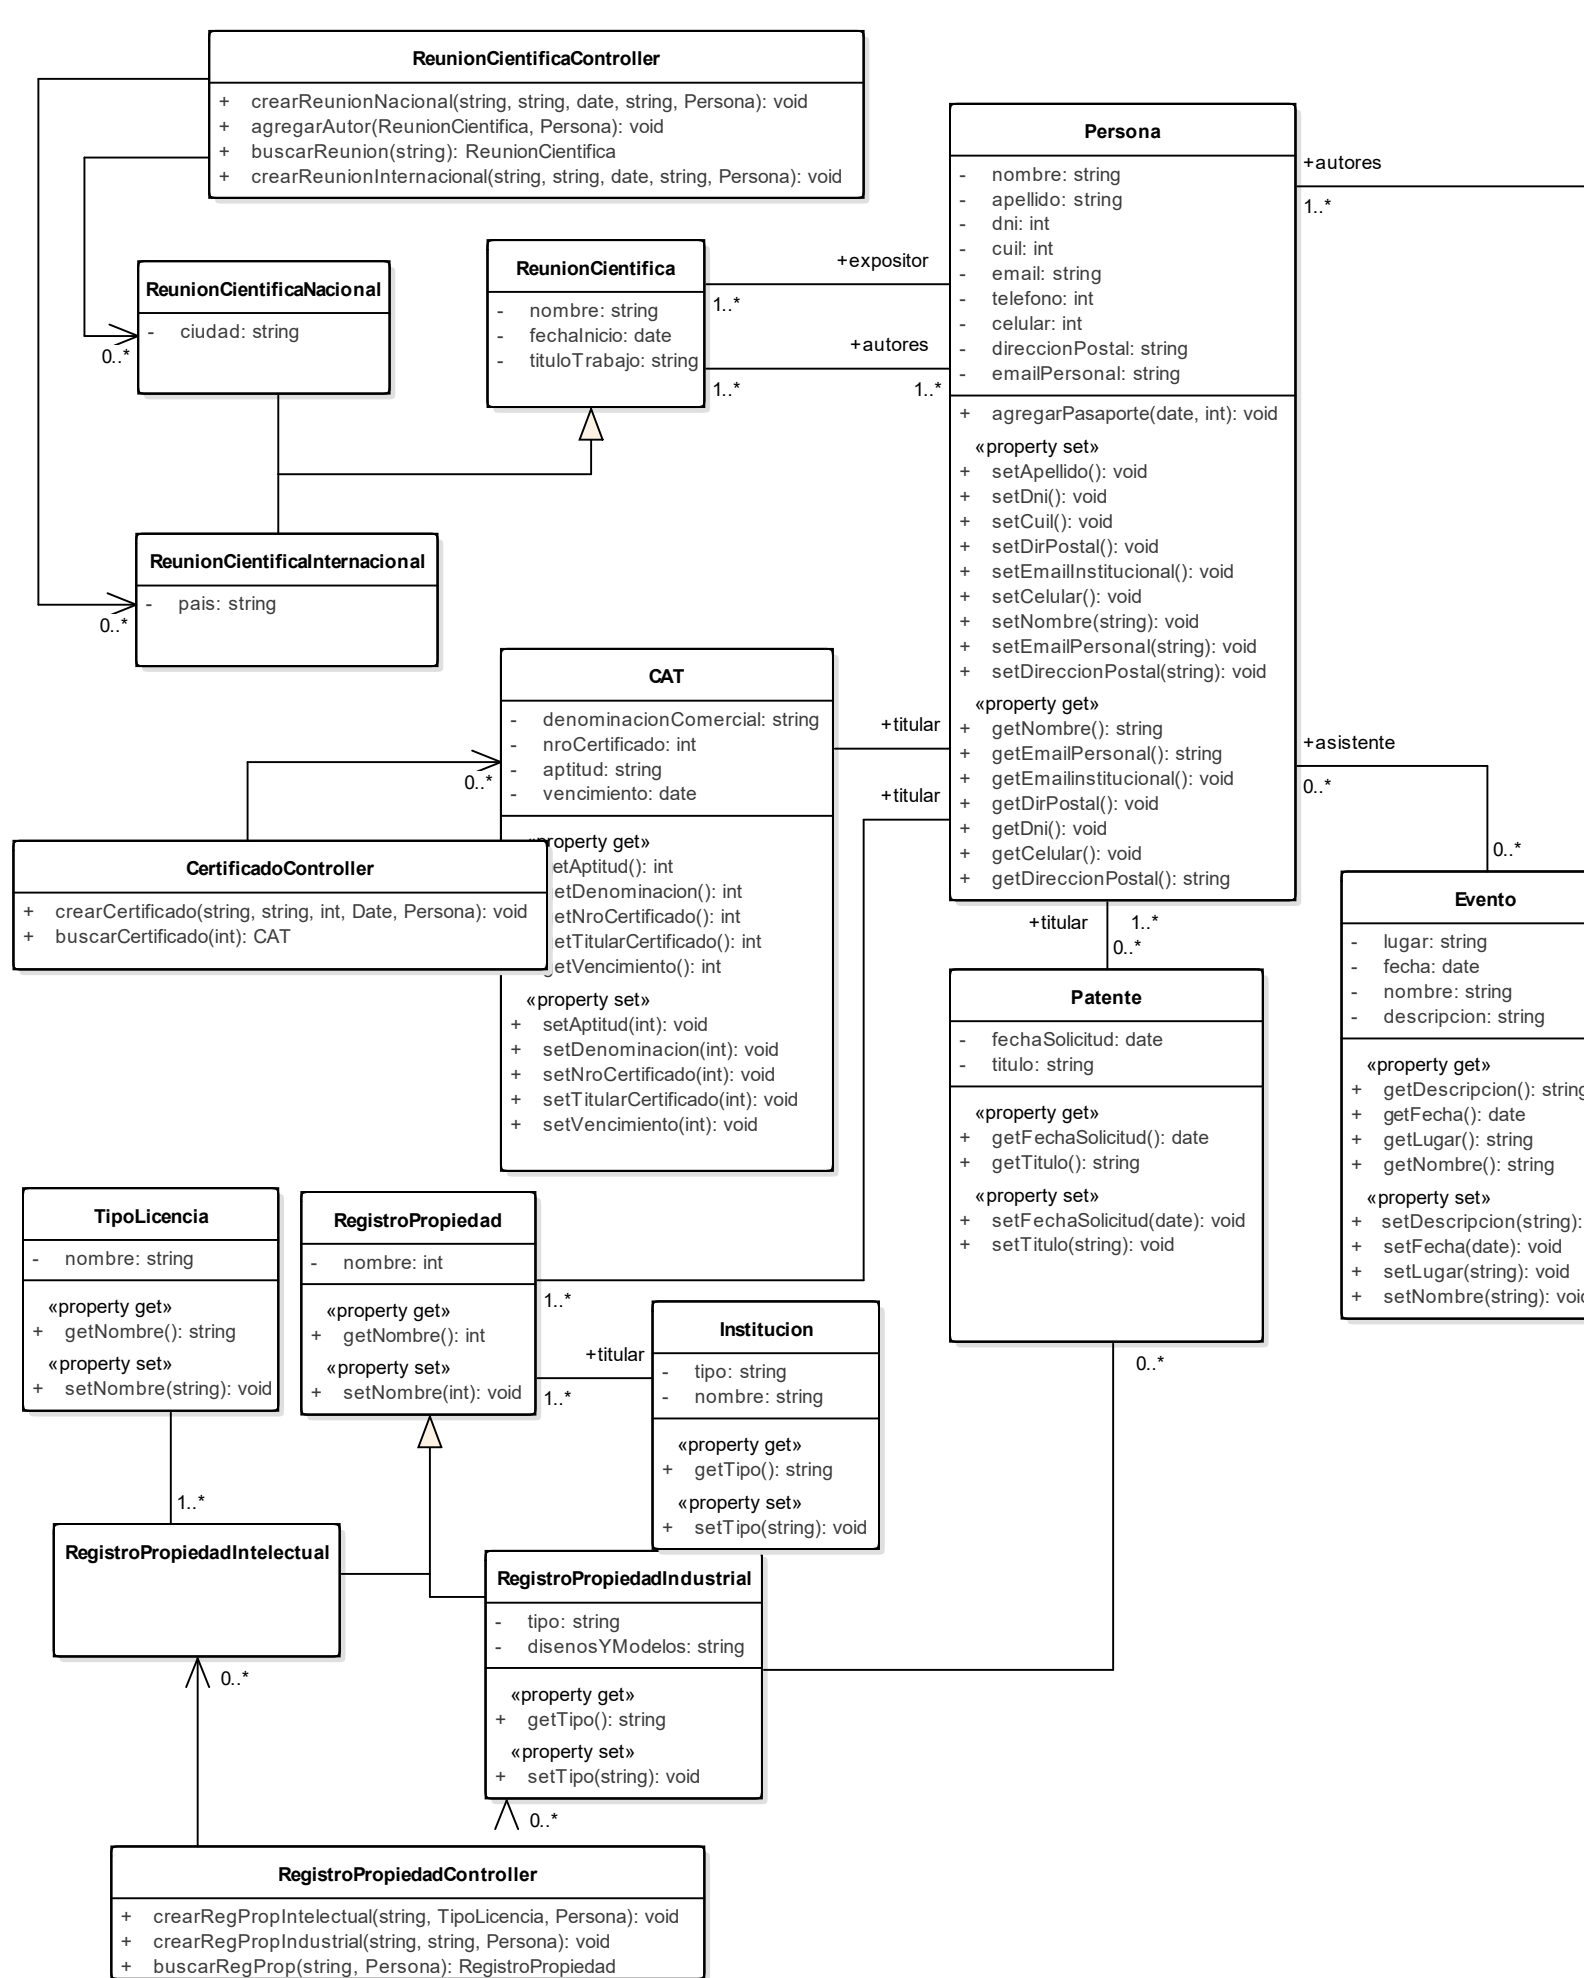 ReunionCientificaController
+ crearReunionNacional(string, string, date, string, Persona): void
+ agregarAutor(ReunionCientifica, Persona): void
+ buscarReunion(string): ReunionCientifica
+ crearReunionInternacional(string, string, date, string, Persona): void
Persona
- nombre: string
- apellido: string
- dni: int
- cuil: int
- email: string
- telefono: int
- celular: int
- direccionPostal: string
- emailPersonal: string
+ agregarPasaporte(date, int): void
«property set»
+ setApellido(): void
+ setDni(): void
+ setCuil(): void
+ setDirPostal(): void
+ setEmailInstitucional(): void
+ setCelular(): void
+ setNombre(string): void
+ setEmailPersonal(string): void
+ setDireccionPostal(string): void
«property get»
+ getNombre(): string
+ getEmailPersonal(): string
+ getEmailinstitucional(): void
+ getDirPostal(): void
+ getDni(): void
+ getCelular(): void
+ getDireccionPostal(): string
+autores
1..*
ReunionCientifica
- nombre: string
- fechaInicio: date
- tituloTrabajo: string
+expositor
1..*
+autores
1..*
1..*
ReunionCientificaNacional
- ciudad: string
0..*
ReunionCientificaInternacional
- pais: string
0..*
CAT
- denominacionComercial: string
- nroCertificado: int
- aptitud: string
- vencimiento: date
«property get»
etAptitud(): int
etDenominacion(): int
etNroCertificado(): int
etTitularCertificado(): int
getVencimiento(): int
«property set»
+ setAptitud(int): void
+ setDenominacion(int): void
+ setNroCertificado(int): void
+ setTitularCertificado(int): void
+ setVencimiento(int): void
0..*
+titular
+titular
CertificadoController
+ crearCertificado(string, string, int, Date, Persona): void
+ buscarCertificado(int): CAT
+asistente
0..*
0..*
Evento
- lugar: string
- fecha: date
- nombre: string
- descripcion: string
«property get»
+ getDescripcion(): string
+ getFecha(): date
+ getLugar(): string
+ getNombre(): string
«property set»
+ setDescripcion(string):
+ setFecha(date): void
+ setLugar(string): void
+ setNombre(string): void
+titular
1..*
0..*
Patente
- fechaSolicitud: date
- titulo: string
«property get»
+ getFechaSolicitud(): date
+ getTitulo(): string
«property set»
+ setFechaSolicitud(date): void
+ setTitulo(string): void
0..*
TipoLicencia
- nombre: string
«property get»
+ getNombre(): string
«property set»
+ setNombre(string): void
1..*
RegistroPropiedad
- nombre: int
«property get»
+ getNombre(): int
«property set»
+ setNombre(int): void
1..*
+titular
1..*
Institucion
- tipo: string
- nombre: string
«property get»
+ getTipo(): string
«property set»
+ setTipo(string): void
RegistroPropiedadIntelectual
0..*
RegistroPropiedadIndustrial
- tipo: string
- disenosYModelos: string
«property get»
+ getTipo(): string
«property set»
+ setTipo(string): void
0..*
RegistroPropiedadController
+ crearRegPropIntelectual(string, TipoLicencia, Persona): void
+ crearRegPropIndustrial(string, string, Persona): void
+ buscarRegProp(string, Persona): RegistroPropiedad